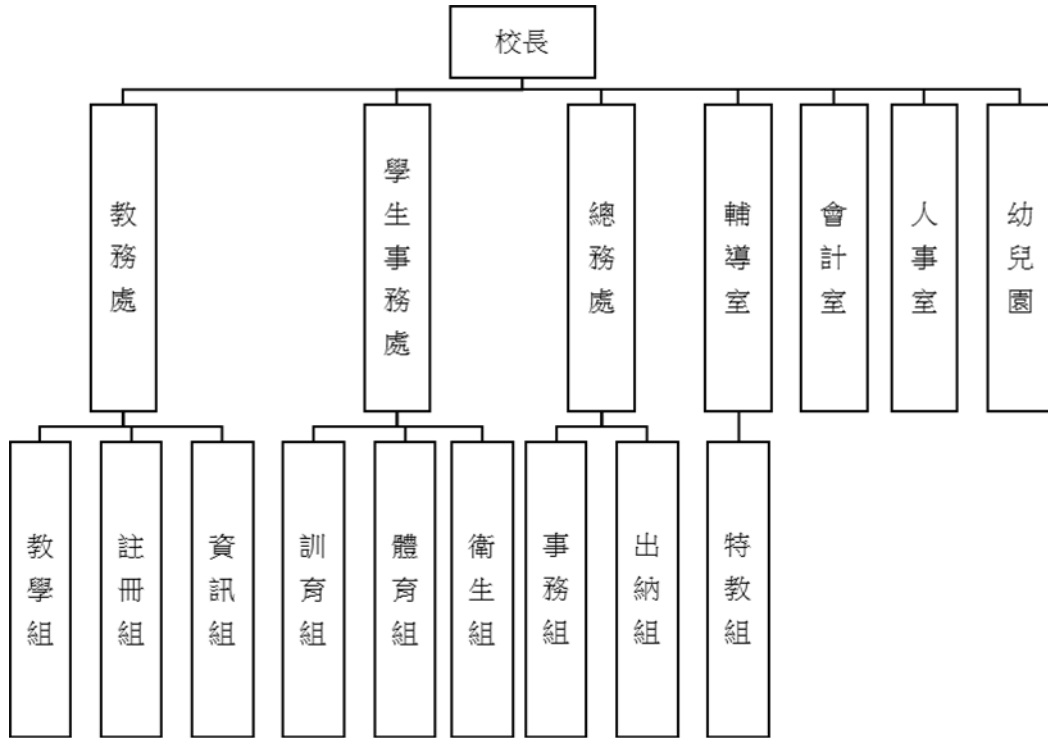 校長
教務處
學生事務處
總務處
輔導室
會計室
人事室
幼兒園
教學組
註冊組
資訊組
訓育組
體育組
衛生組
事務組
出納組
特教組